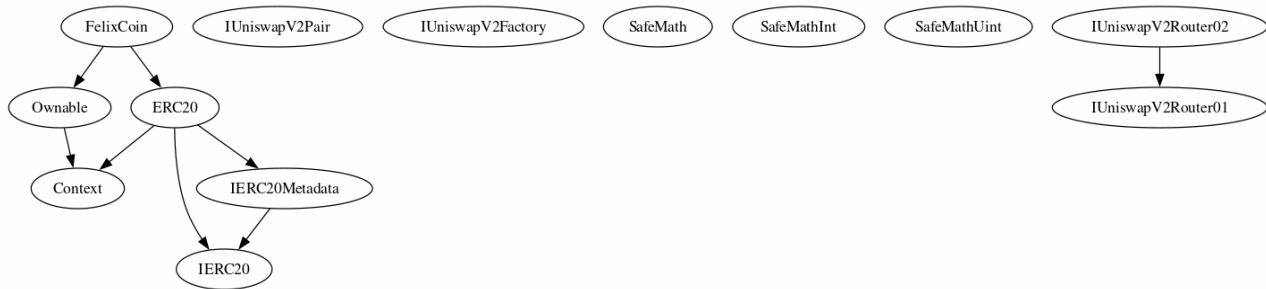 FelixCoin
IUniswapV2Pair
IUniswapV2Factory
SafeMath
SafeMathInt
SafeMathUint
IUniswapV2Router02
Ownable
ERC20
IUniswapV2Router01
Context
IERC20Metadata
IERC20